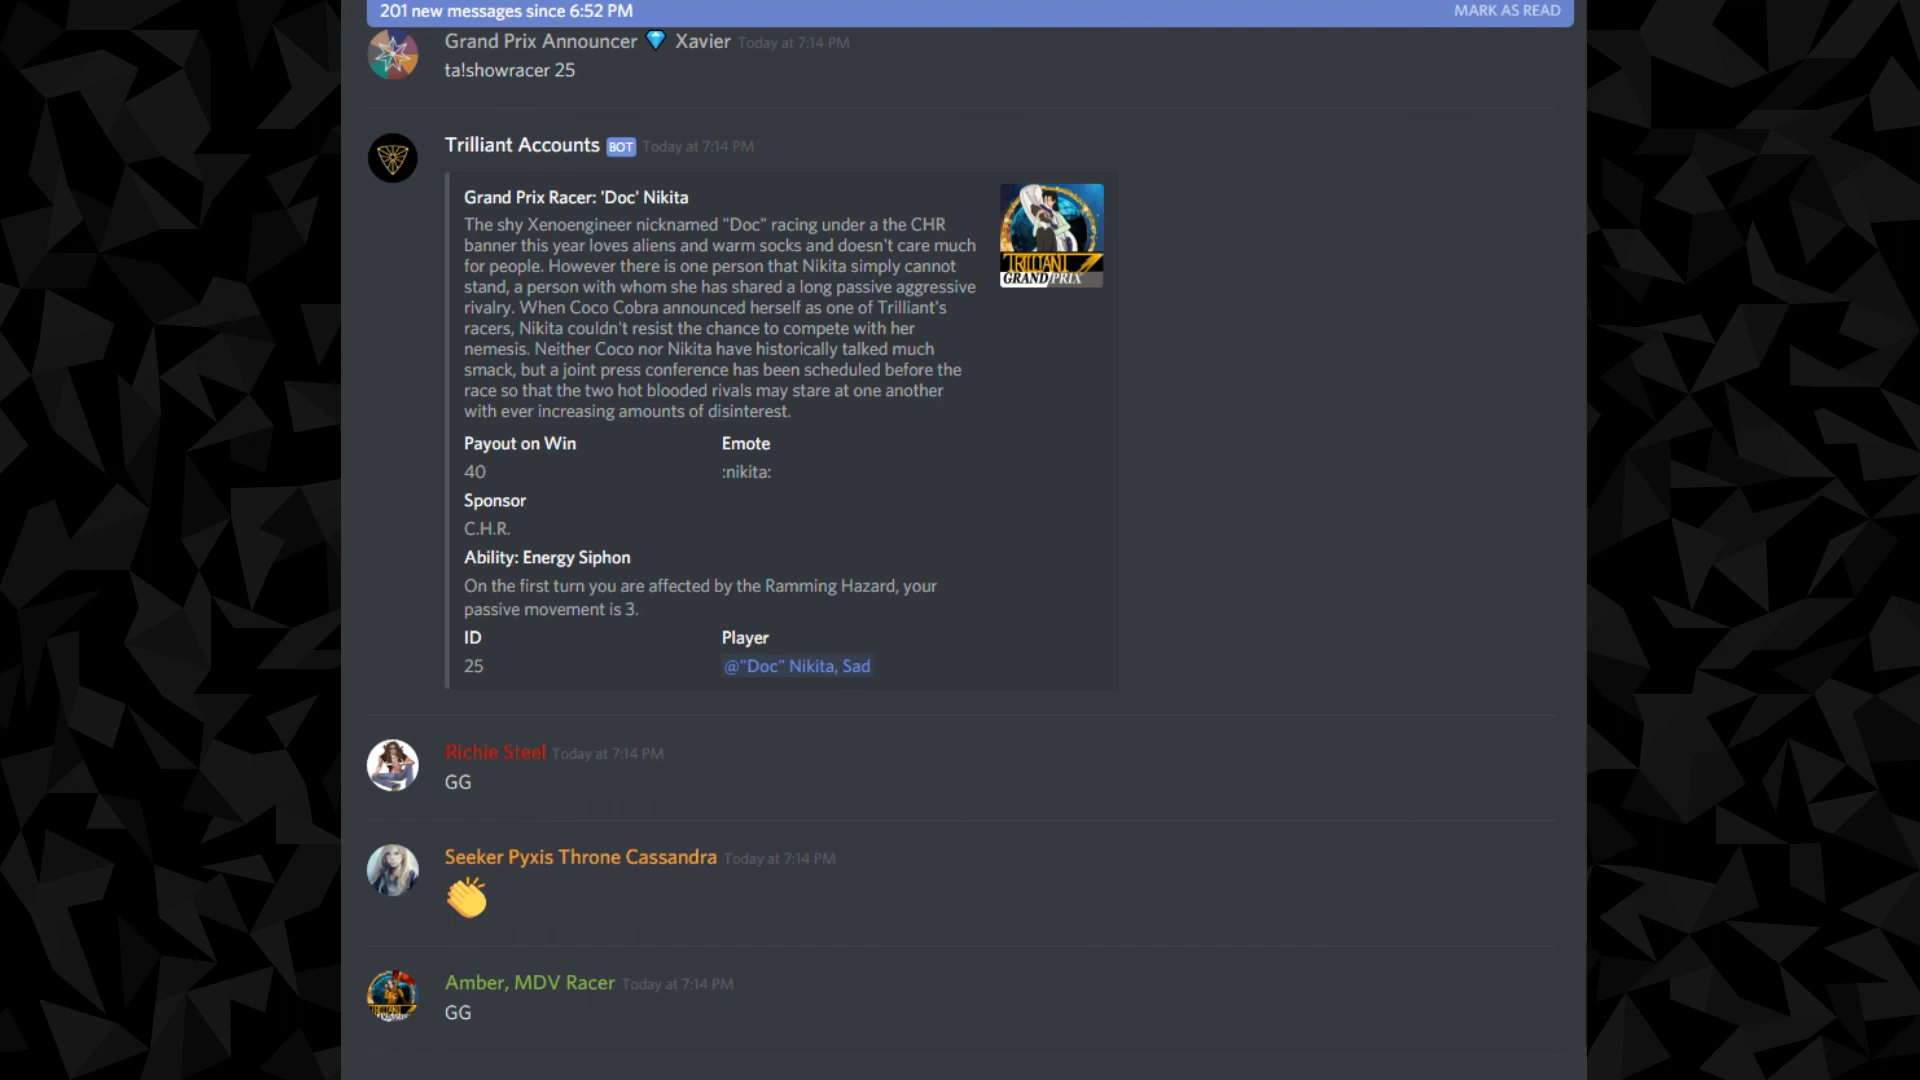 201 new messages since 6:52 PM
MARK AS READ
Grand Prix Announcer 💎 Xavier Today at 7:14 PM
ta!showracer 25
Trilliant Accounts BOT Today at 7:14 PM
Grand Prix Racer: 'Doc' Nikita
The shy Xenoengineer nicknamed "Doc" racing under a the CHR
banner this year loves aliens and warm socks and doesn't care much
for people. However there is one person that Nikita simply cannot
stand, a person with whom she has shared a long passive aggressive
rivalry. When Coco Cobra announced herself as one of Trilliant's
racers, Nikita couldn't resist the chance to compete with her
nemesis. Neither Coco nor Nikita have historically talked much
smack, but a joint press conference has been scheduled before the
race so that the two hot blooded rivals may stare at one another
with ever increasing amounts of disinterest.
TRILLIANT
GRAND PRIX
Payout on Win
Emote
40
:nikita:
Sponsor
C.H.R.
Ability: Energy Siphon
On the first turn you are affected by the Ramming Hazard, your
passive movement is 3.
ID
Player
25
@"Doc" Nikita, Sad
Richie Steel Today at 7:14 PM
GG
Seeker Pyxis Throne Cassandra Today at 7:14 PM
👏
Amber, MDV Racer Today at 7:14 PM
GG